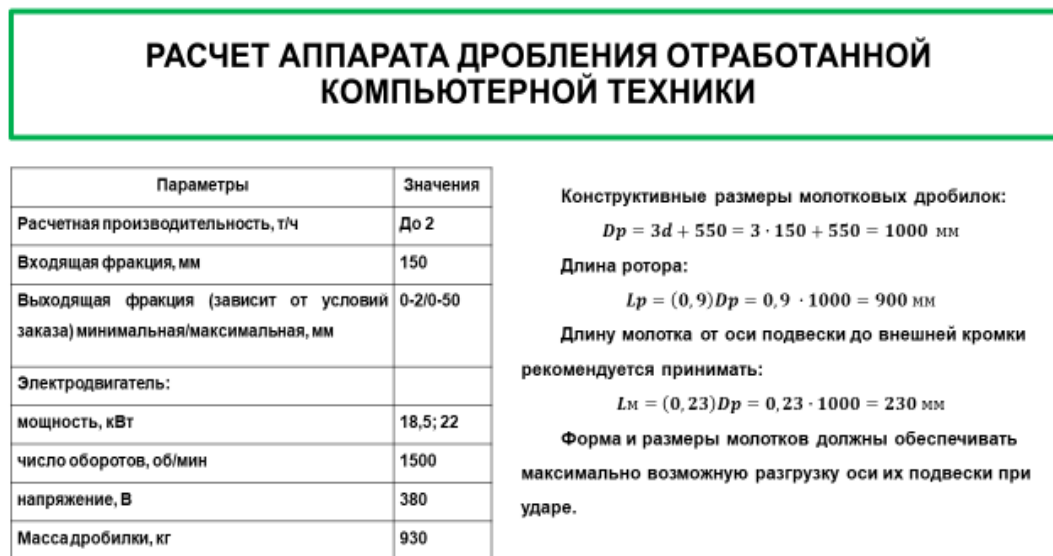 РАСЧЕТ АППАРАТА ДРОБЛЕНИЯ ОТРАБОТАННОЙ
КОМПЬЮТЕРНОЙ ТЕХНИКИ
Параметры Значения
Расчетная производительность, т/ч До 2
Входящая фракция, мм 150
Выходящая фракция (зависит от условий 0-2/0-50
заказа) минимальная/максимальная, мм
Электродвигатель:
мощность, кВт 18,5; 22
число оборотов, об/мин 1500
напряжение, В 380
Масса дробилки, кг 930
Конструктивные размеры молотковых дробилок:
Dp = 3d + 550 = 3 · 150 + 550 = 1000 мм
Длина ротора:
Lp = (0,9)Dp = 0,9 · 1000 = 900 мм
Длину молотка от оси подвески до внешней кромки
рекомендуется принимать:
Lм = (0,23)Dp = 0,23 · 1000 = 230 мм
Форма и размеры молотков должны обеспечивать
максимально возможную разгрузку оси их подвески при
ударе.